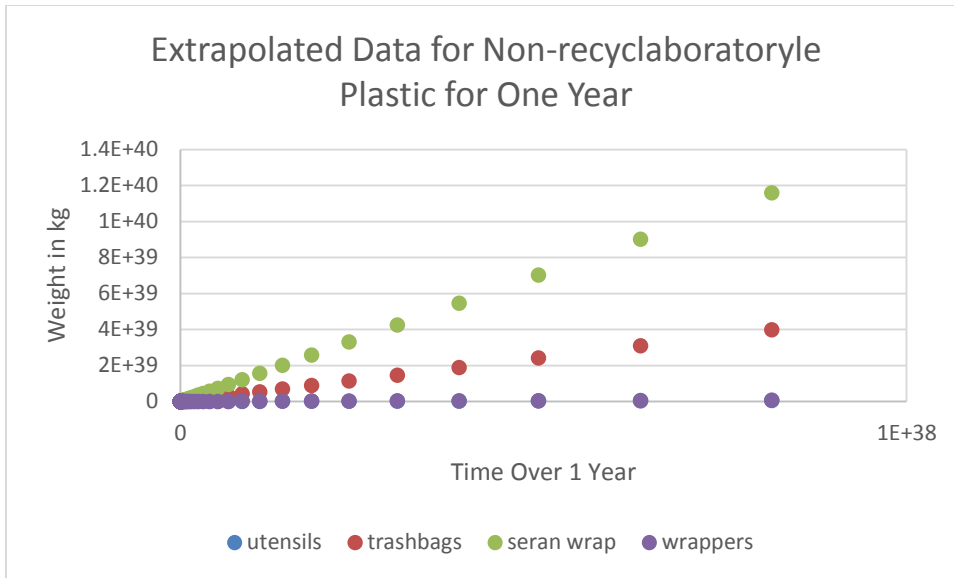 Extrapolated Data for Non-recyclaboratoryle
Plastic for One Year
1.4E+40
1.2E+40
1E+40
8E+39
6E+39
4E+39
2E+39
0
Weight in kg
0
1E+38
Time Over 1 Year
utensils
trashbags
seran wrap
wrappers